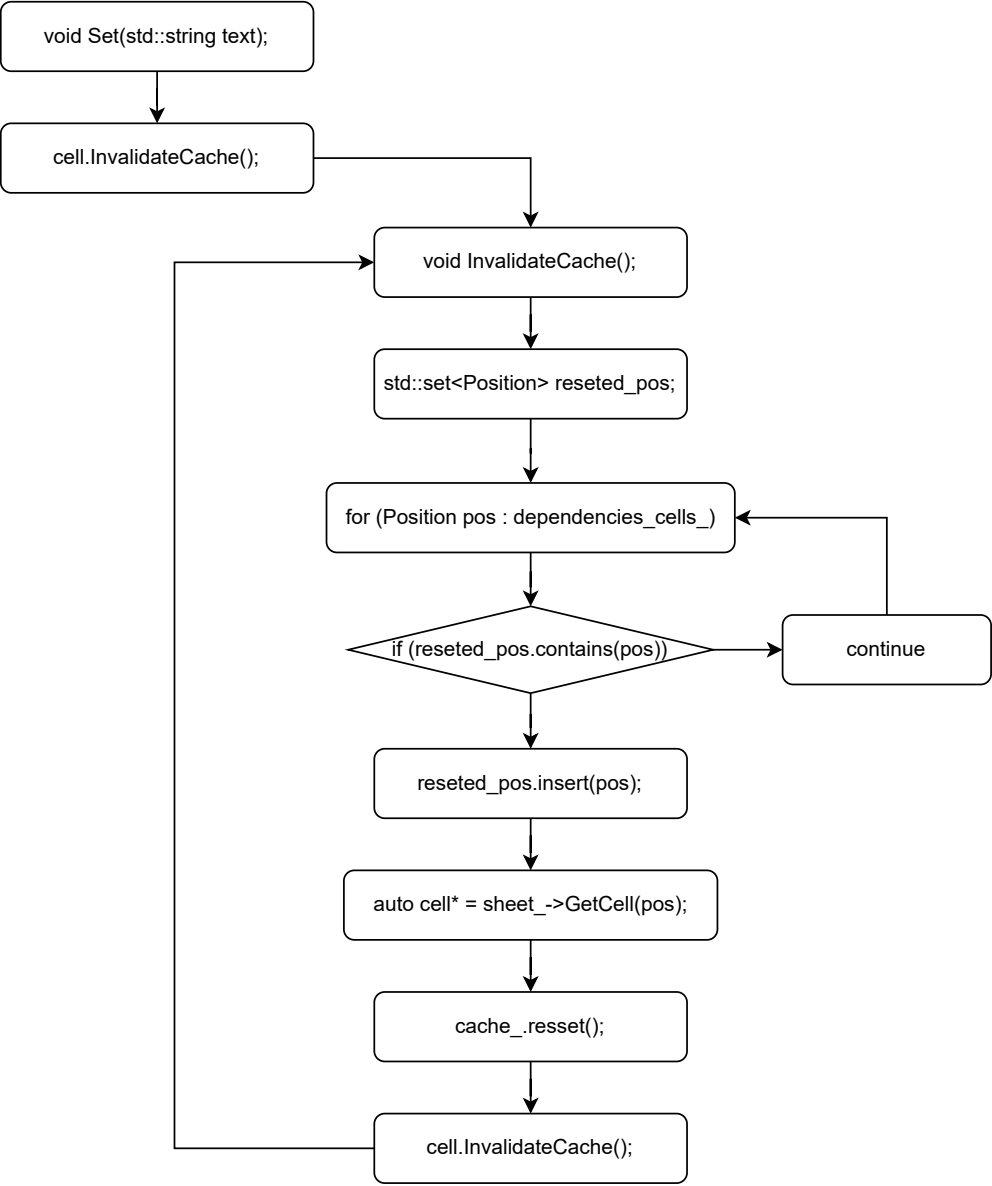 void Set(std::string text);
cell.InvalidateCache();
void InvalidateCache();
std::set<Position> reseted_pos;
for (Position pos : dependencies_cells_)
if (reseted_pos.contains(pos))
continue
reseted_pos.insert(pos);
auto cell* = sheet_->GetCell(pos);
cache_.resset();
cell.InvalidateCache();